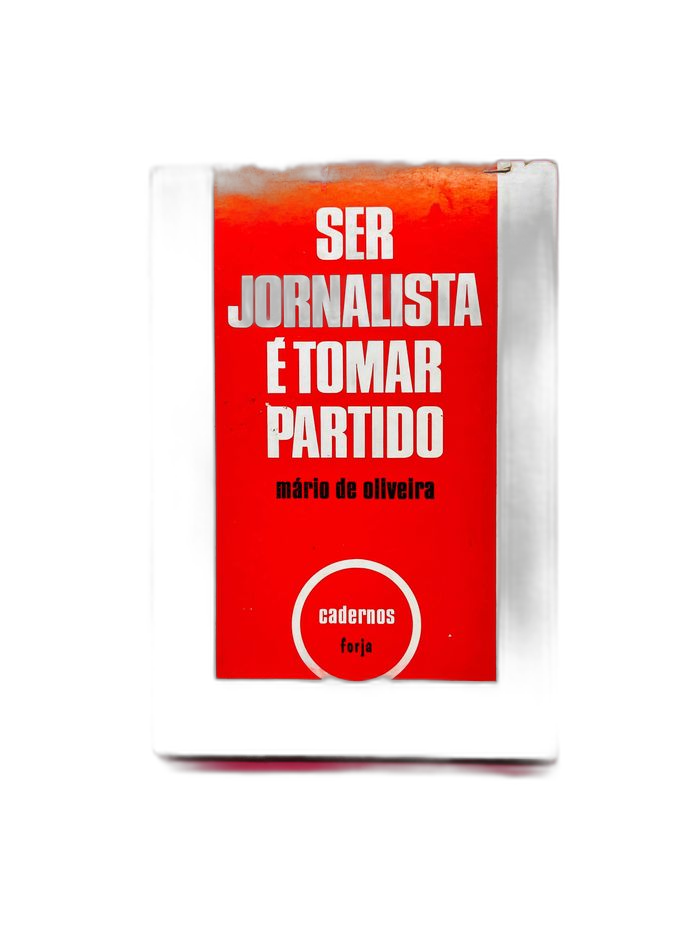 SER
JORNALISTA
É TOMAR
PARTIDO
mário de oliveira
cadernos
forja